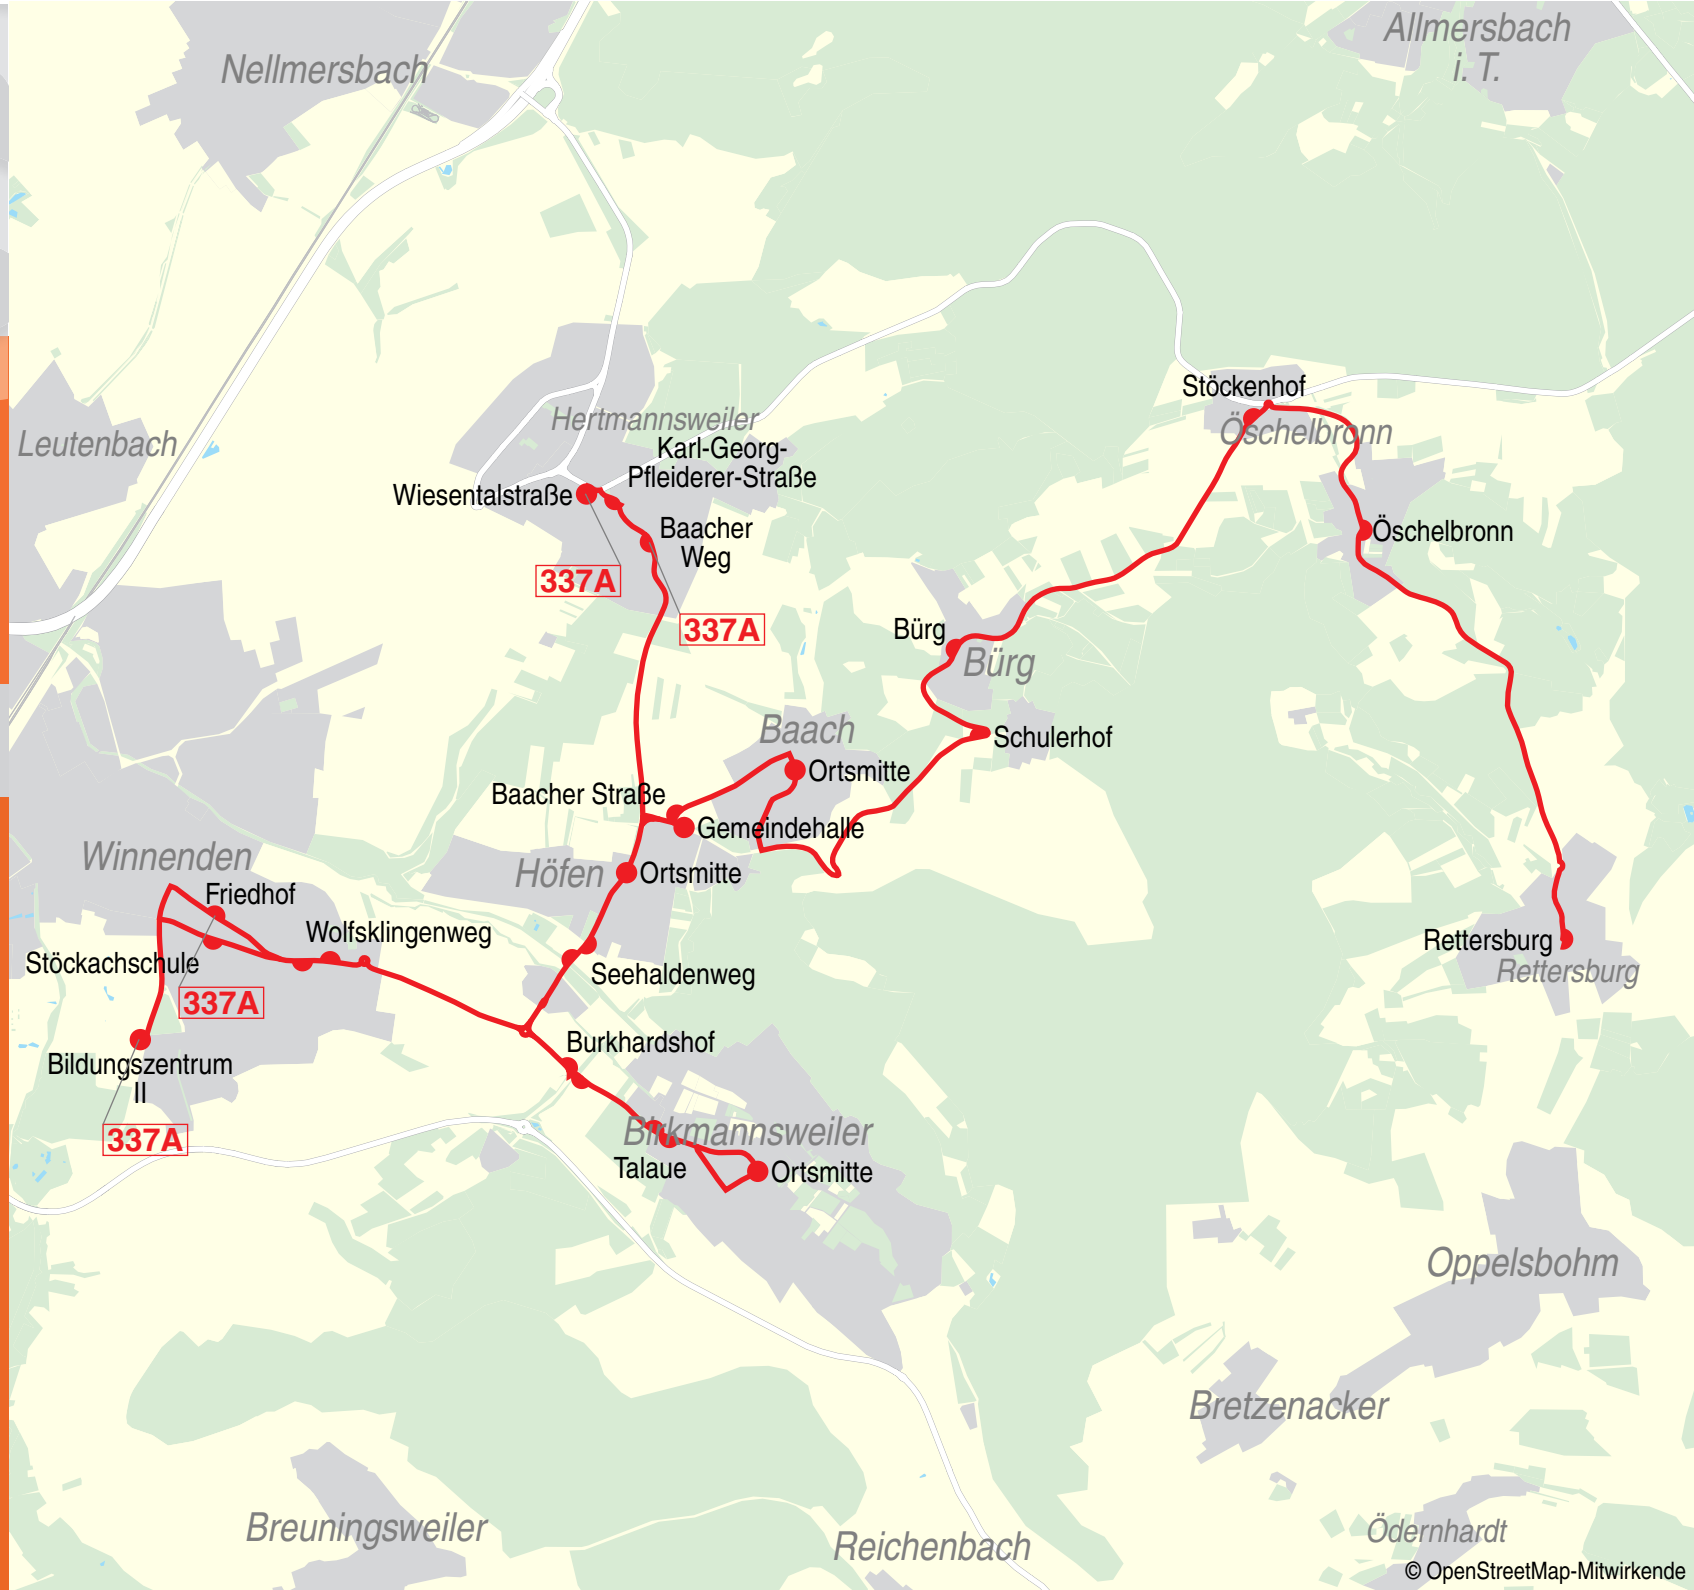 Allmersbach
i. T.
Nellmersbach
Stöckenhof
Öschelbronn
Hertmannsweiler
Karl-Georg-
Pfleiderer-Straße
Leutenbach
Wiesentalstraße
Baacher
Weg
Öschelbronn
337A
337A
Bürg
Bürg
Baach
Schulerhof
Ortsmitte
Baacher Straße
Gemeindehalle
Winnenden
Höfen
Ortsmitte
Friedhof
Wolfsklingenweg
Stöckachschule
Seehaldenweg
Rettersburg
Rettersburg
337A
Burkhardshof
Bildungszentrum
II
337A
Birkmannsweiler
Talaue
Ortsmitte
Oppelsbohm
Bretzenacker
Breuningsweiler
Reichenbach
Ödernhardt
© OpenStreetMap-Mitwirkende